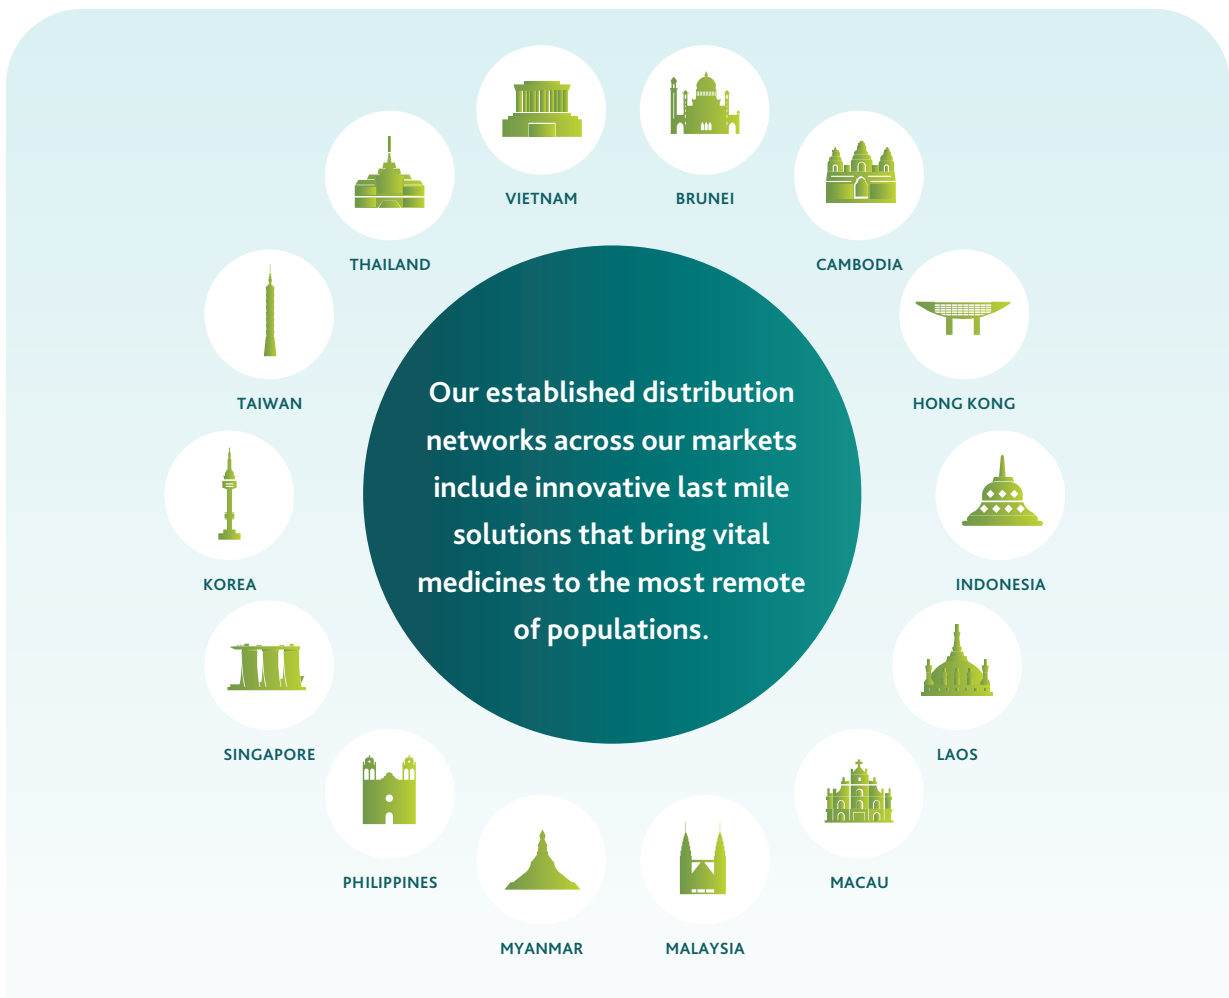 VIETNAM
BRUNEI
THAILAND
CAMBODIA
TAIWAN
HONG KONG
Our established distribution
networks across our markets
include innovative last mile
solutions that bring vital
medicines to the most remote
of populations.
KOREA
INDONESIA
SINGAPORE
LAOS
PHILIPPINES
MACAU
MYANMAR
MALAYSIA